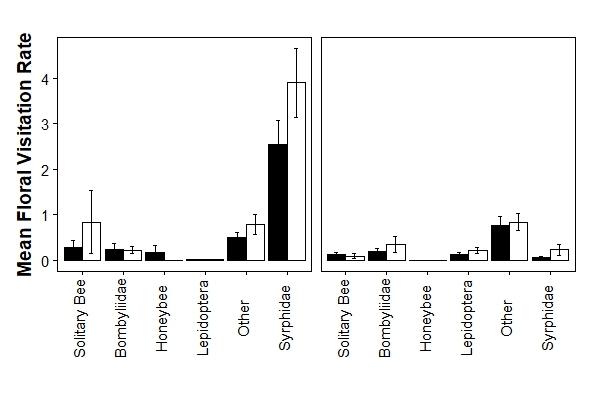 Mean Floral Visitation Rate
4
3
2
1
0
Solitary Bee
Bombyliidae
Honeybee
Lepidoptera
Other
Syrphidae
Solitary Bee
Bombyliidae
Honeybee
Lepidoptera
Other
Syrphidae